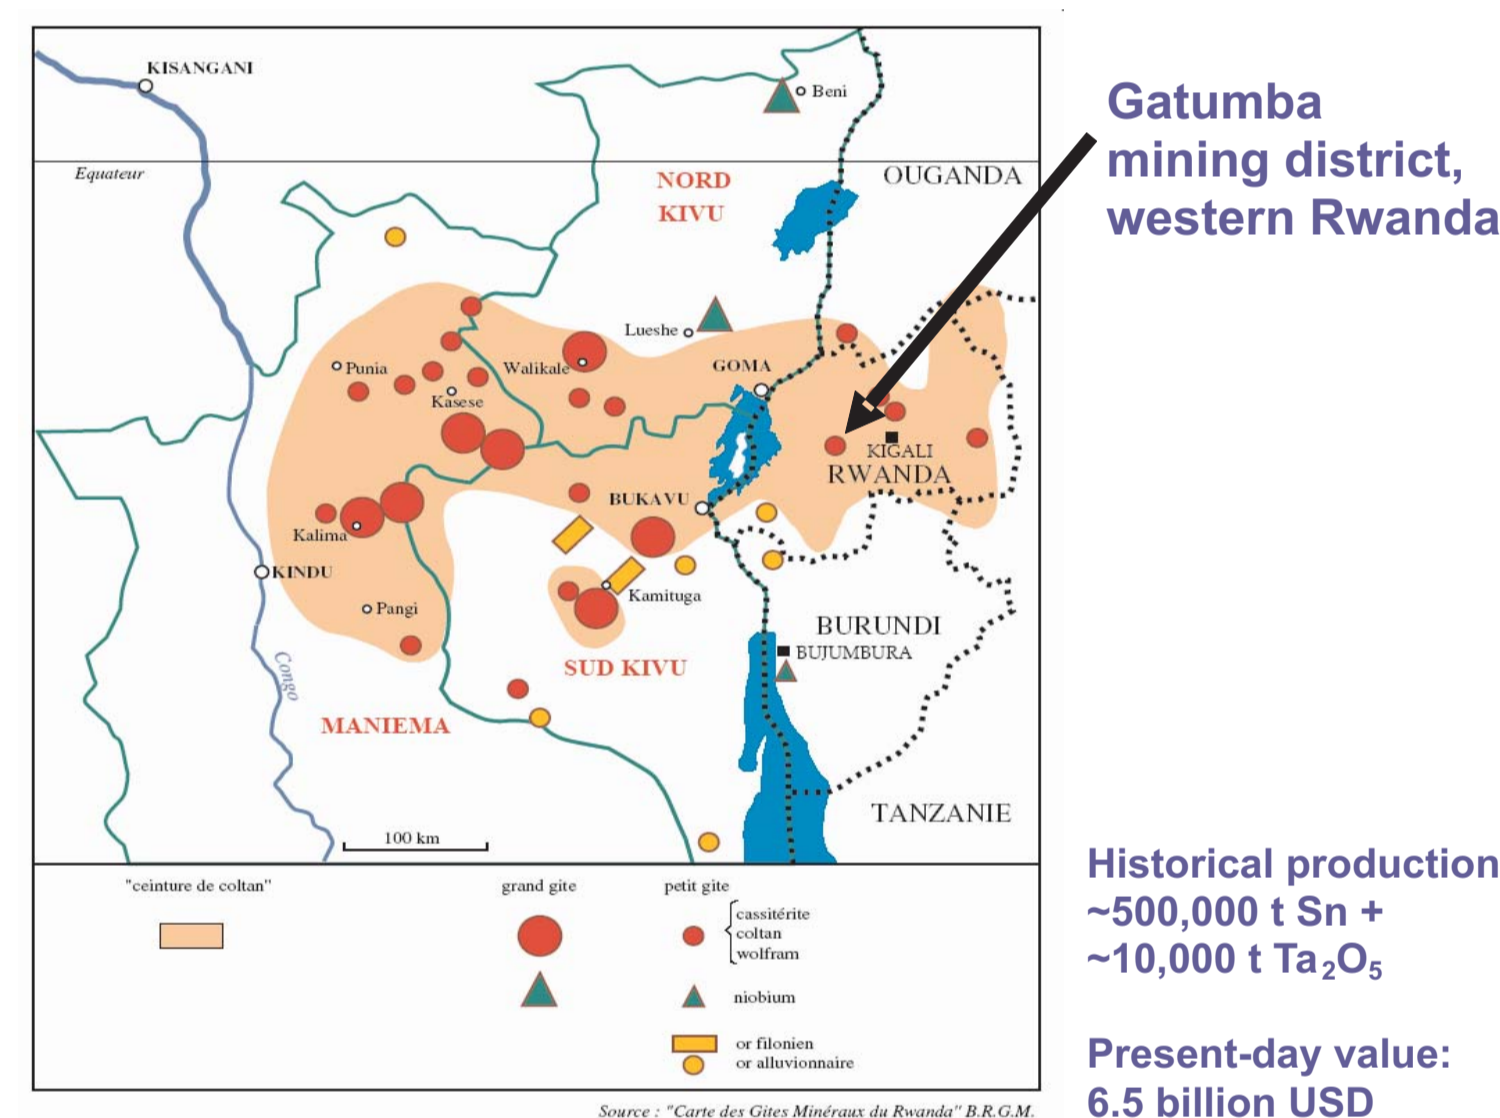 KISANGANI
Beni
Equateur
NORD
KIVU
OUGANDA
Gatumba
mining district,
western Rwanda
Lueshe
Punia
Walikale
GOMA
Kasese
KIGALI
RWANDA
BUKAVU
Kalima
KINDU
Kamituga
Pangi
BURUNDI
BUJUMBURA
SUD KIVU
Congo
MANIEMA
TANZANIE
100 km
"ceinture de coltan"
grand gite
petit gite
cassitérite
coltan
wolfram
niobium
or filonien
or alluvionnaire
Source : "Carte des Gites Minéraux du Rwanda" B.R.G.M.
Historical production
~500,000 t Sn +
~10,000 t Ta₂O₅
Present-day value:
6.5 billion USD